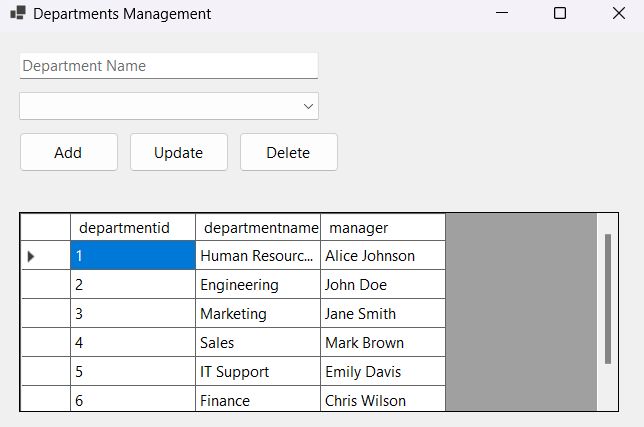 Departments Management
Department Name
Add Update Delete
departmentid departmentname manager
1 Human Resourc... Alice Johnson
2 Engineering John Doe
3 Marketing Jane Smith
4 Sales Mark Brown
5 IT Support Emily Davis
6 Finance Chris Wilson